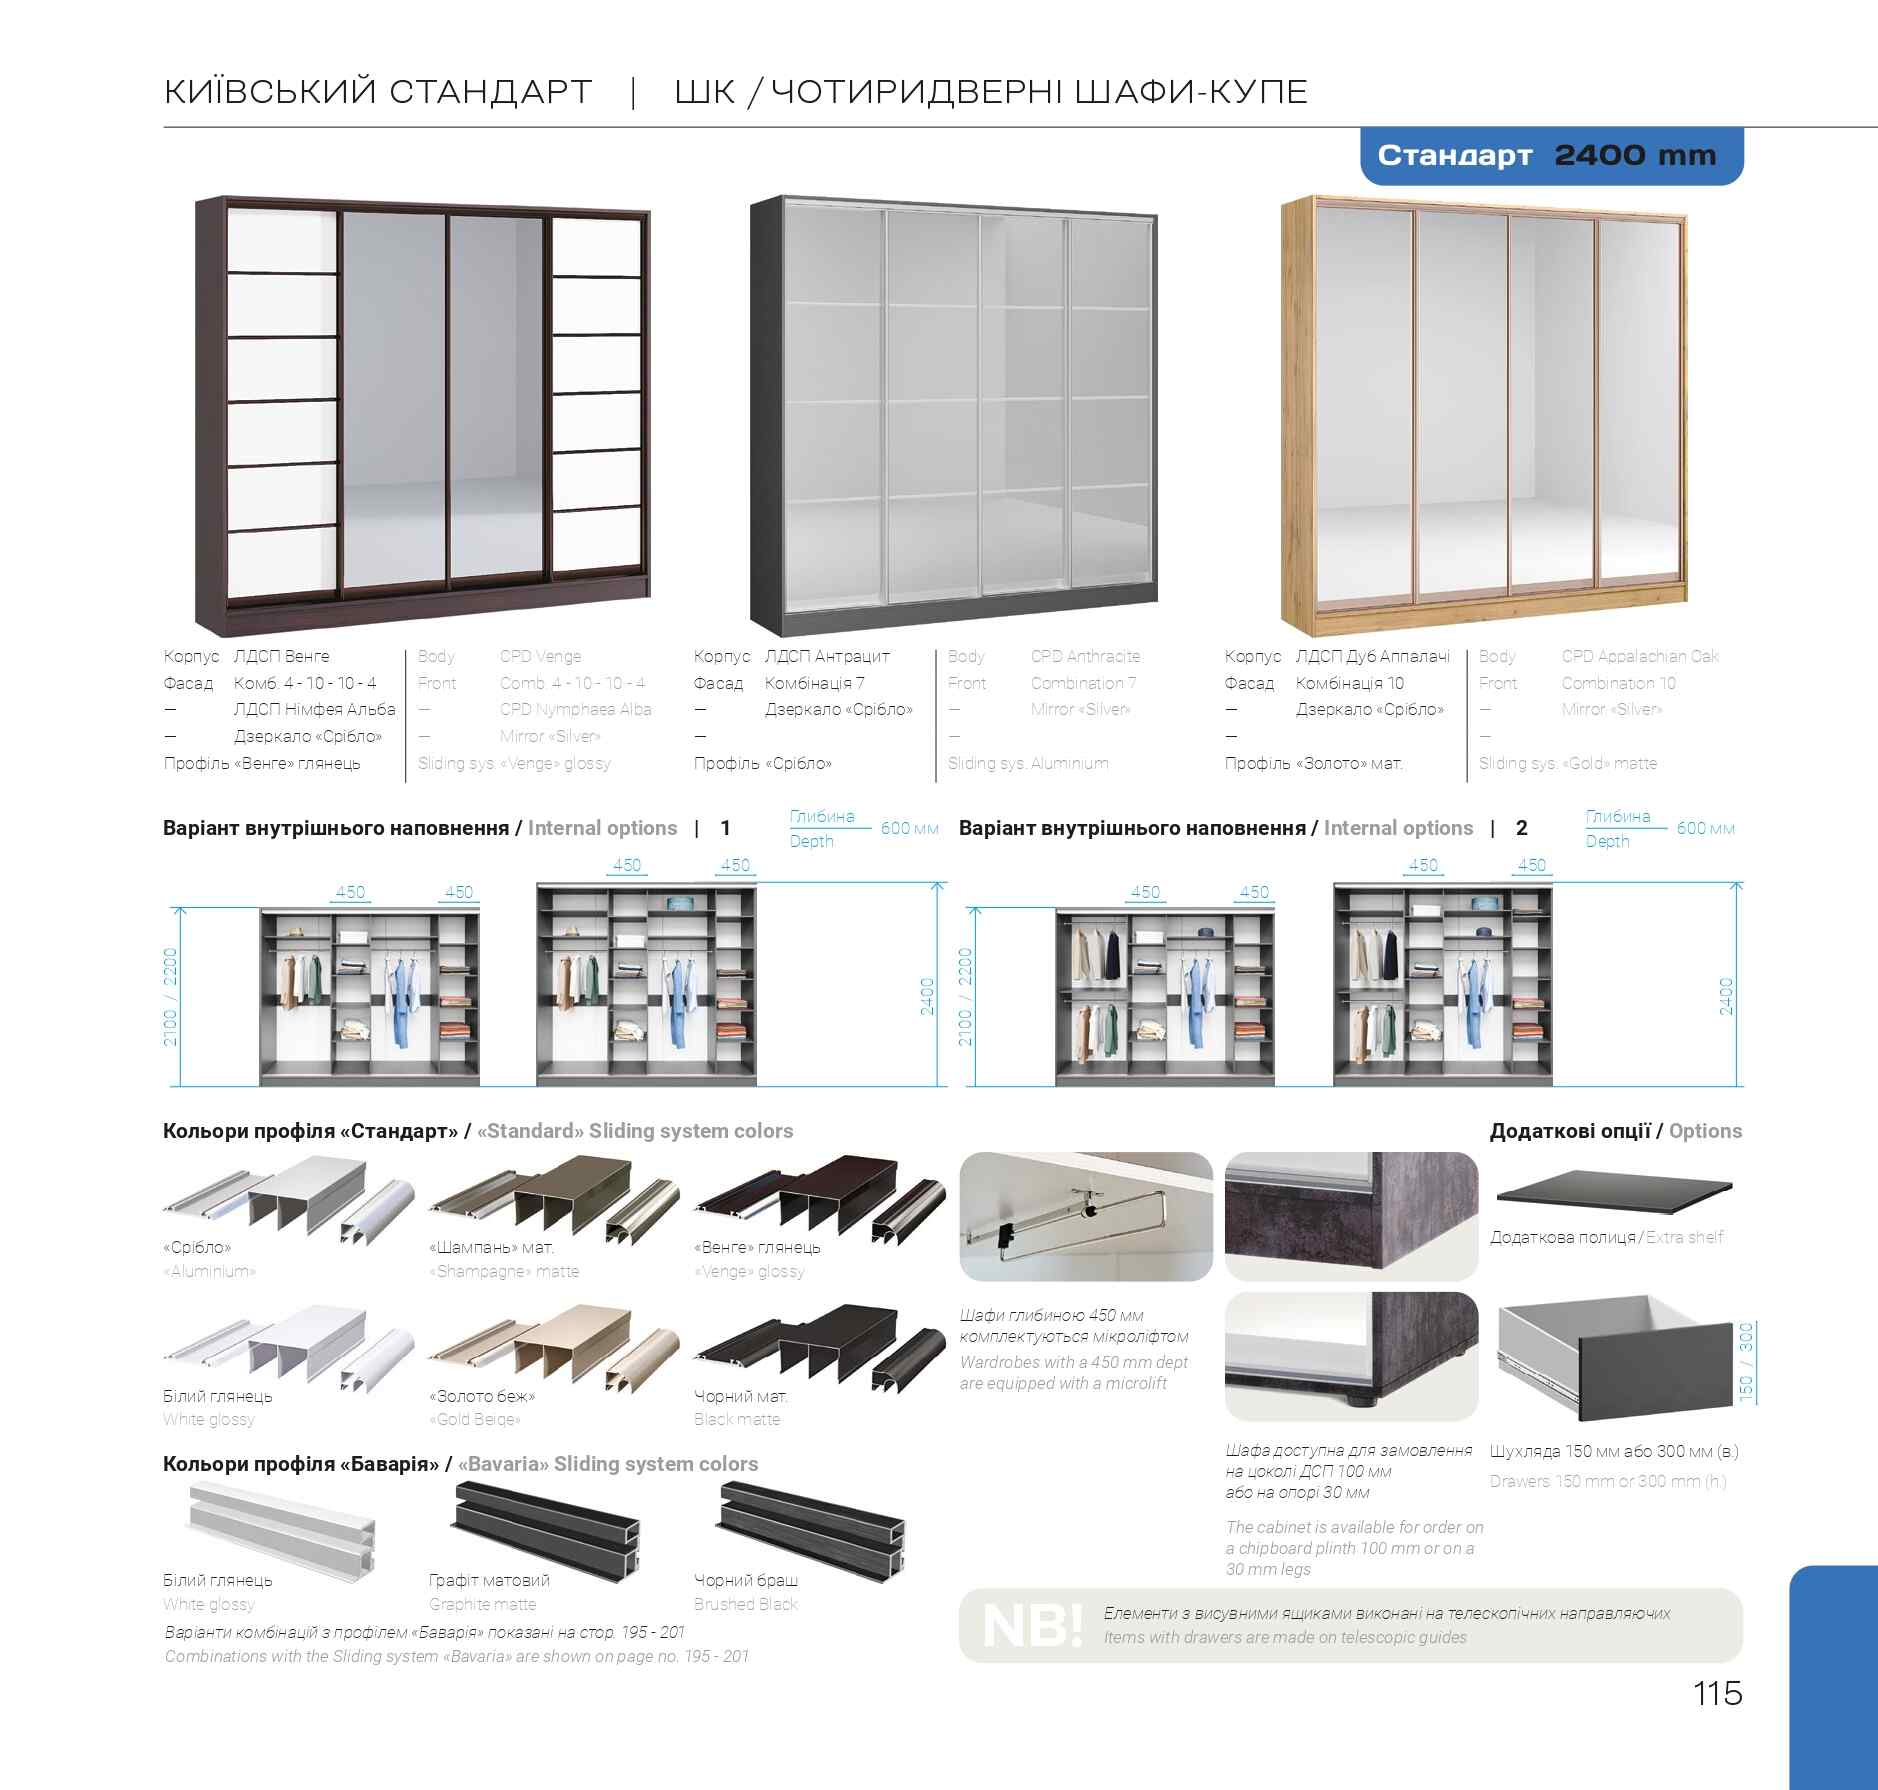 КИЇВСЬКИЙ СТАНДАРТ | ШК / ЧОТИРИДВЕРНІ ШАФИ-КУПЕ
Стандарт 2400 mm
Корпус ЛДСП Венге
Фасад Комб. 4 - 10 - 10 - 4
— ЛДСП Німфея Альба
— Дзеркало «Срібло»
Профіль «Венге» глянець
Body CPD Venge
Front Comb. 4 - 10 - 10 - 4
— CPD Nymphaea Alba
— Mirror «Silver»
Sliding sys. «Venge» glossy
Корпус ЛДСП Антрацит
Фасад Комбінація 7
— Дзеркало «Срібло»
—
Профіль «Срібло»
Body CPD Anthracite
Front Combination 7
— Mirror «Silver»
—
Sliding sys. Aluminium
Корпус ЛДСП Дуб Аппалачі
Фасад Комбінація 10
— Дзеркало «Срібло»
—
Профіль «Золото» мат.
Body CPD Appalachian Oak
Front Combination 10
— Mirror «Silver»
—
Sliding sys. «Gold» matte
Варіант внутрішнього наповнення / Internal options | 1
Глибина
Depth
600 мм
450
450
450
450
2100 / 2200
2400
Варіант внутрішнього наповнення / Internal options | 2
Глибина
Depth
600 мм
450
450
450
450
2100 / 2200
2400
Кольори профіля «Стандарт» / «Standard» Sliding system colors
«Срібло»
«Aluminium»
«Шампань» мат.
«Shampagne» matte
«Венге» глянець
«Venge» glossy
Білий глянець
White glossy
«Золото беж»
«Gold Beige»
Чорний мат.
Black matte
Кольори профіля «Баварія» / «Bavaria» Sliding system colors
Білий глянець
White glossy
Графіт матовий
Graphite matte
Чорний браш
Brushed Black
Варіанти комбінацій з профілем «Баварія» показані на стор. 195 - 201
Combinations with the Sliding system «Bavaria» are shown on page no. 195 - 201
Шафи глибиною 450 мм
комплектуються мікроліфтом
Wardrobes with a 450 mm dept
are equipped with a microlift
Шафа доступна для замовлення
на цоколі ДСП 100 мм
або на опорі 30 мм
The cabinet is available for order on
a chipboard plinth 100 mm or on a
30 mm legs
Додаткові опції / Options
Додаткова полиця / Extra shelf
150 / 300
Шухляда 150 мм або 300 мм (в.)
Drawers 150 mm or 300 mm (h.)
NB!
Елементи з висувними ящиками виконані на телескопічних направляючих
Items with drawers are made on telescopic guides
115